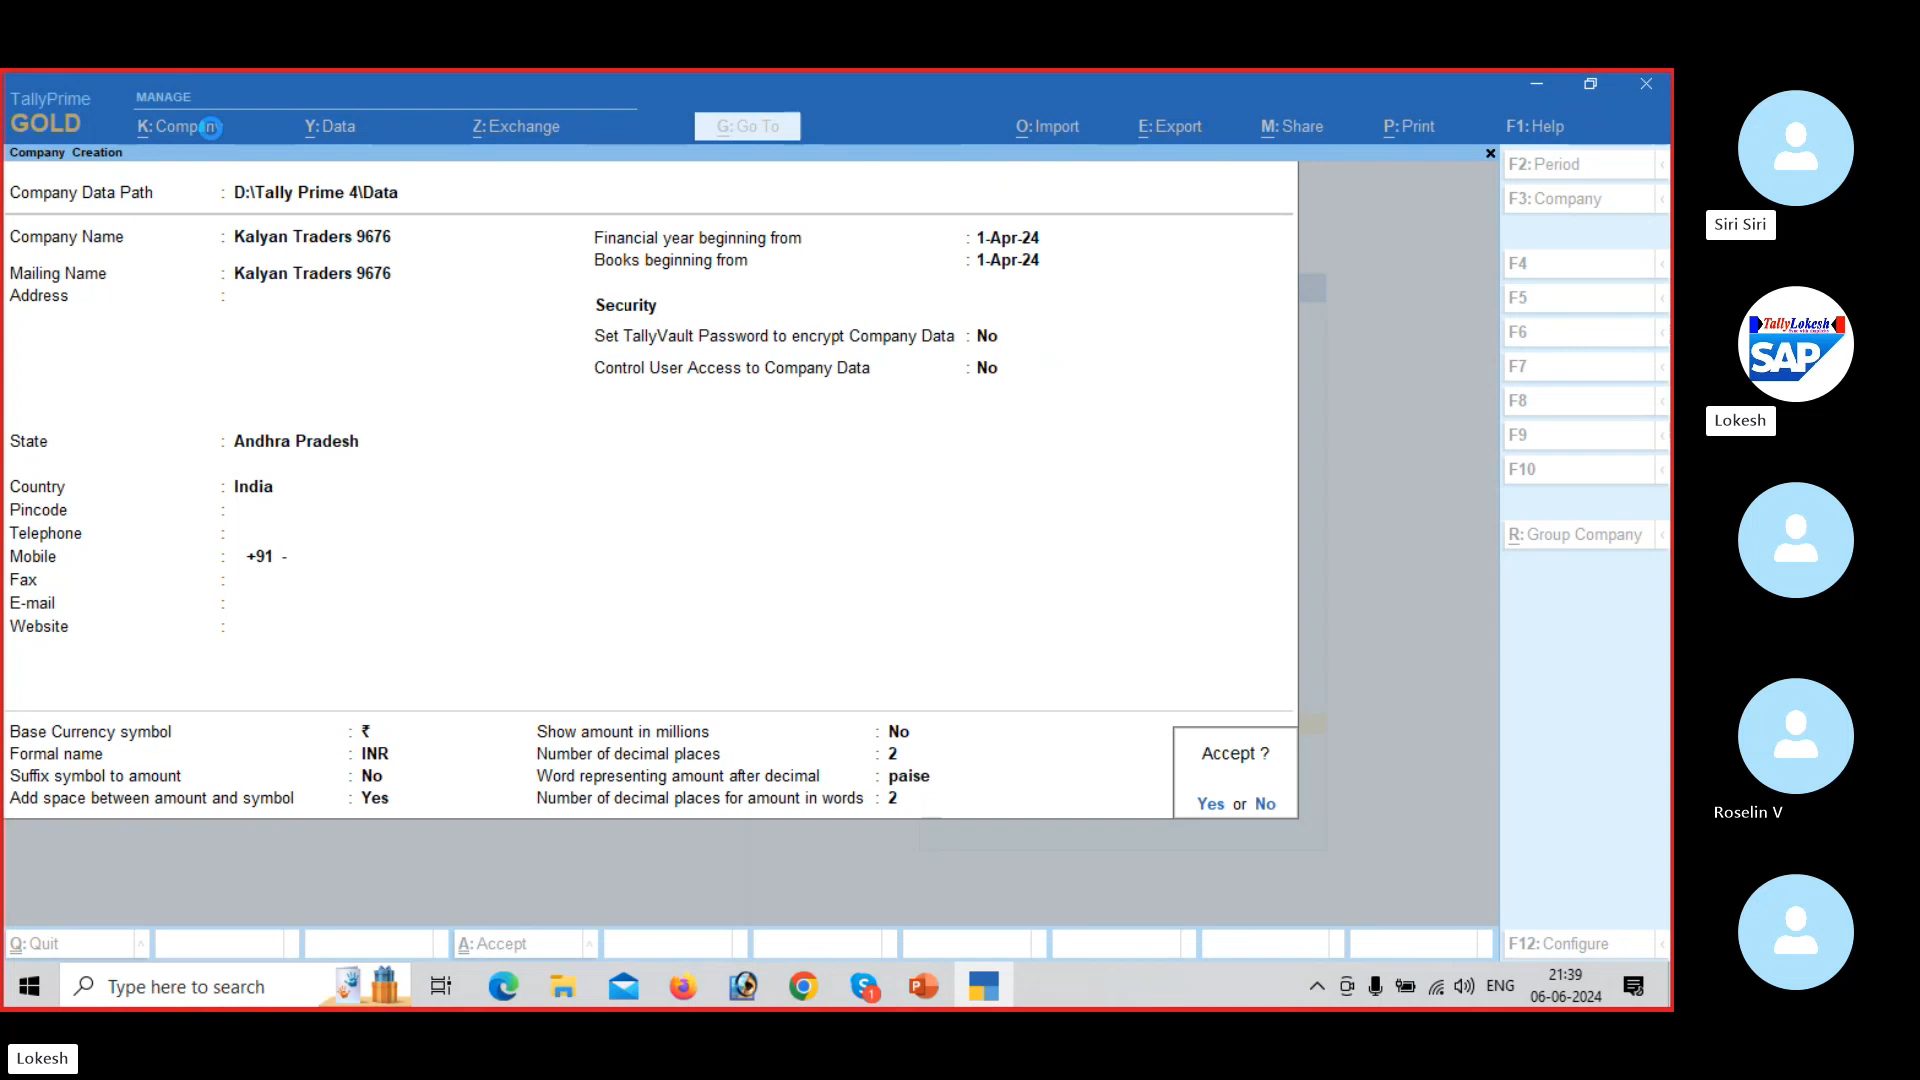 TallyPrime
GOLD
MANAGE
K: Company
Y: Data
Z: Exchange
G: Go To
O: Import
E: Export
M: Share
P: Print
F1: Help
Company Creation
Company Data Path : D:\Tally Prime 4\Data
Company Name : Kalyan Traders 9676
Mailing Name : Kalyan Traders 9676
Address :
State : Andhra Pradesh
Country : India
Pincode :
Telephone :
Mobile : +91 -
Fax :
E-mail :
Website :
Financial year beginning from : 1-Apr-24
Books beginning from : 1-Apr-24
Security
Set TallyVault Password to encrypt Company Data : No
Control User Access to Company Data : No
Base Currency symbol : ₹
Formal name : INR
Suffix symbol to amount : No
Add space between amount and symbol : Yes
Show amount in millions : No
Number of decimal places : 2
Word representing amount after decimal : paise
Number of decimal places for amount in words : 2
Accept ?
Yes or No
F2: Period
F3: Company
F4
F5
F6
F7
F8
F9
F10
R: Group Company
F12: Configure
Q: Quit
A: Accept
Type here to search
1
ENG
21:39
06-06-2024
Siri Siri
TallyLokesh
SAP
Lokesh
Roselin V
Lokesh